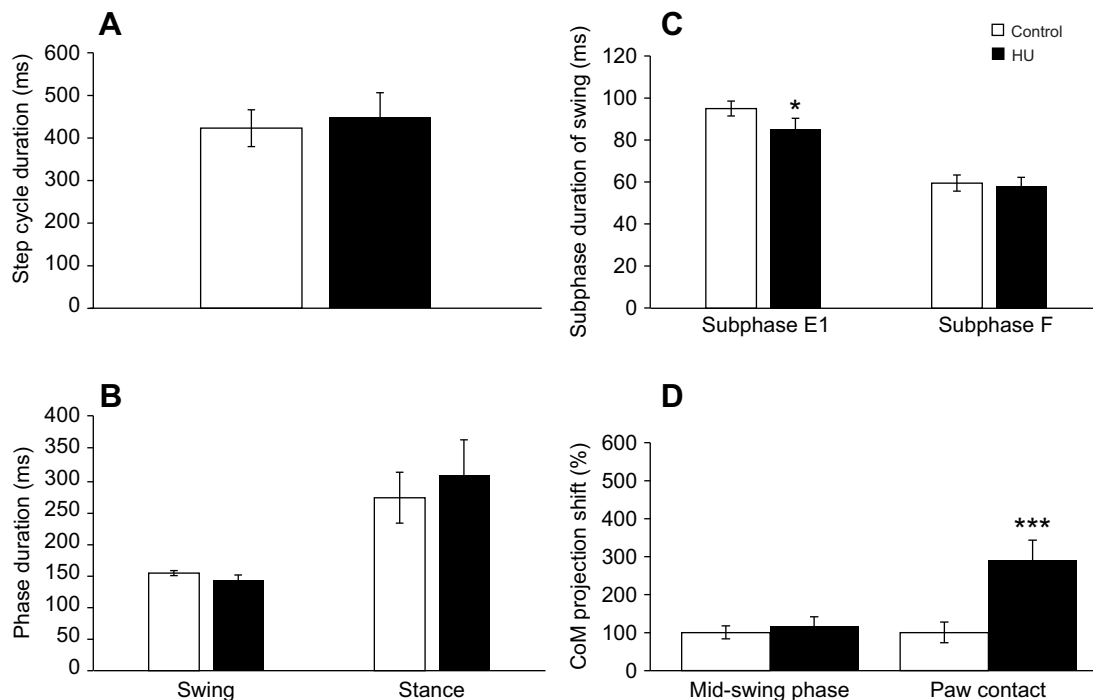 A
Step cycle duration (ms)
600
500
400
300
200
100
0
C
Control
HU
Subphase duration of swing (ms)
120
100
80
60
40
20
0
*
Subphase E1
Subphase F
B
Phase duration (ms)
400
350
300
250
200
150
100
50
0
Swing
Stance
D
CoM projection shift (%)
600
500
400
300
200
100
0
***
Mid-swing phase
Paw contact